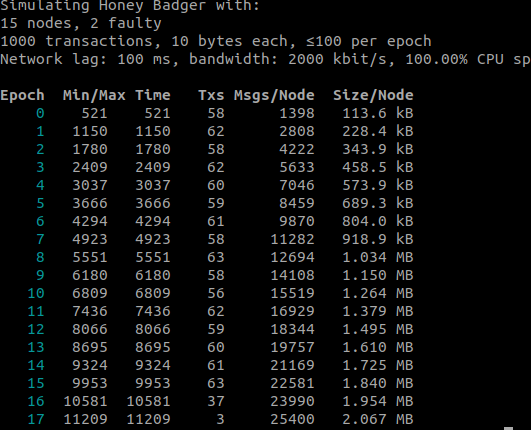 Simulating Honey Badger with:
15 nodes, 2 faulty
1000 transactions, 10 bytes each, ≤100 per epoch
Network lag: 100 ms, bandwidth: 2000 kbit/s, 100.00% CPU sp
Epoch Min/Max Time Txs Msgs/Node Size/Node
0 521 521 58 1398 113.6 kB
1 1150 1150 62 2808 228.4 kB
2 1780 1780 58 4222 343.9 kB
3 2409 2409 62 5633 458.5 kB
4 3037 3037 60 7046 573.9 kB
5 3666 3666 59 8459 689.3 kB
6 4294 4294 61 9870 804.0 kB
7 4923 4923 58 11282 918.9 kB
8 5551 5551 63 12694 1.034 MB
9 6180 6180 58 14108 1.150 MB
10 6809 6809 56 15519 1.264 MB
11 7436 7436 62 16929 1.379 MB
12 8066 8066 59 18344 1.495 MB
13 8695 8695 60 19757 1.610 MB
14 9324 9324 61 21169 1.725 MB
15 9953 9953 63 22581 1.840 MB
16 10581 10581 37 23990 1.954 MB
17 11209 11209 3 25400 2.067 MB